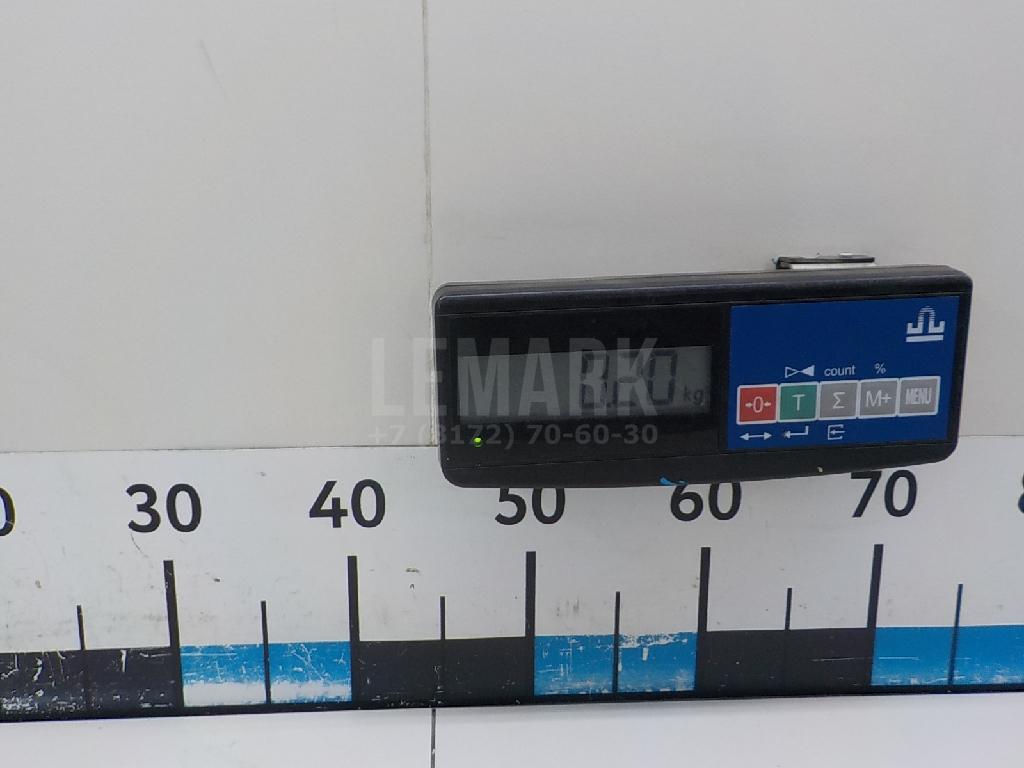 LEMARK
+7 (8172) 70-60-30
kg
count %
→0← T Σ M+ MENU
30 40 50 60 70